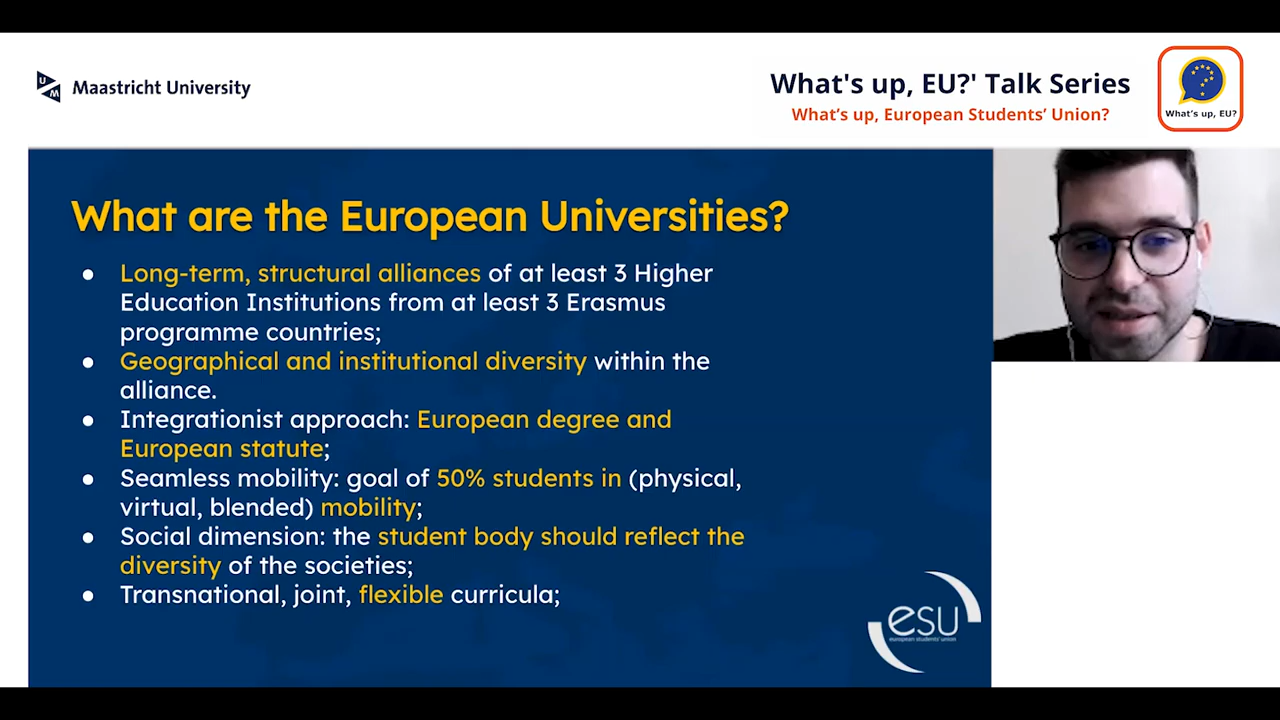 UM
Maastricht University
What's up, EU?' Talk Series
What's up, European Students' Union?
What's up, EU?
What are the European Universities?
● Long-term, structural alliances of at least 3 Higher
Education Institutions from at least 3 Erasmus
programme countries;
● Geographical and institutional diversity within the
alliance.
● Integrationist approach: European degree and
European statute;
● Seamless mobility: goal of 50% students in (physical,
virtual, blended) mobility;
● Social dimension: the student body should reflect the
diversity of the societies;
● Transnational, joint, flexible curricula;
esu
european students' union